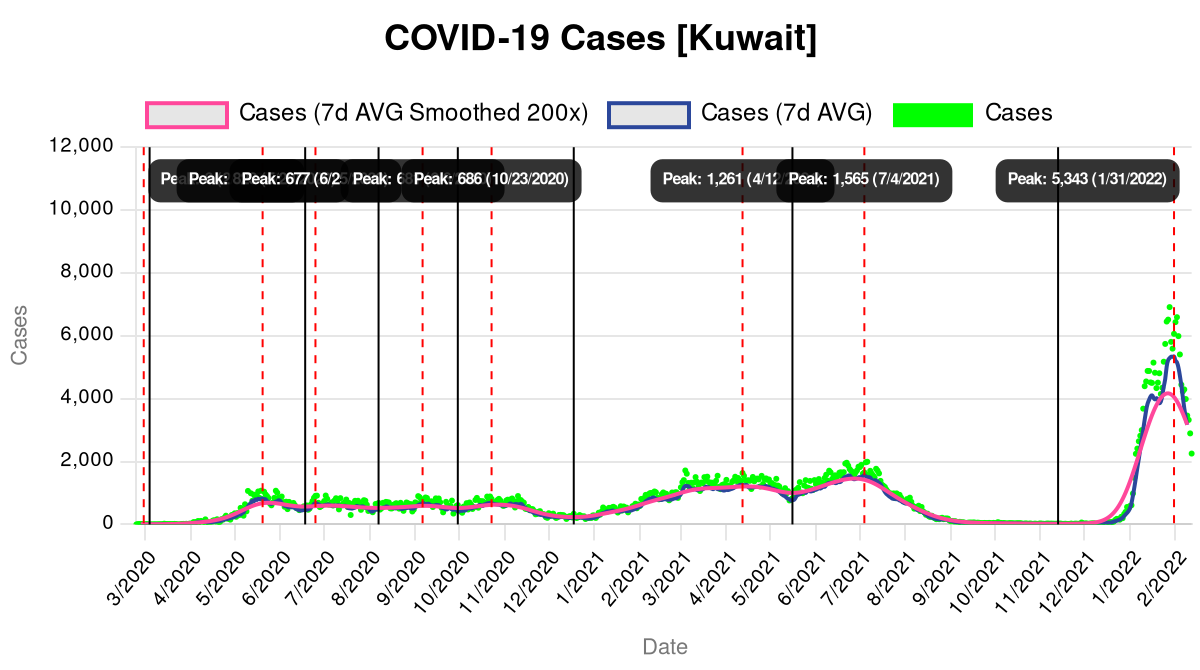 COVID-19 Cases [Kuwait]
Cases (7d AVG Smoothed 200x)
Cases (7d AVG)
Cases
12,000
10,000
8,000
6,000
4,000
2,000
0
Peak:
Peak: 677 (6/2
Peak:
Peak: 686 (10/23/2020)
Peak: 1,261 (4/12/
Peak: 1,565 (7/4/2021)
Peak: 5,343 (1/31/2022)
Cases
3/2020
4/2020
5/2020
6/2020
7/2020
8/2020
9/2020
10/2020
11/2020
12/2020
1/2021
2/2021
3/2021
4/2021
5/2021
6/2021
7/2021
8/2021
9/2021
10/2021
11/2021
12/2021
1/2022
2/2022
Date